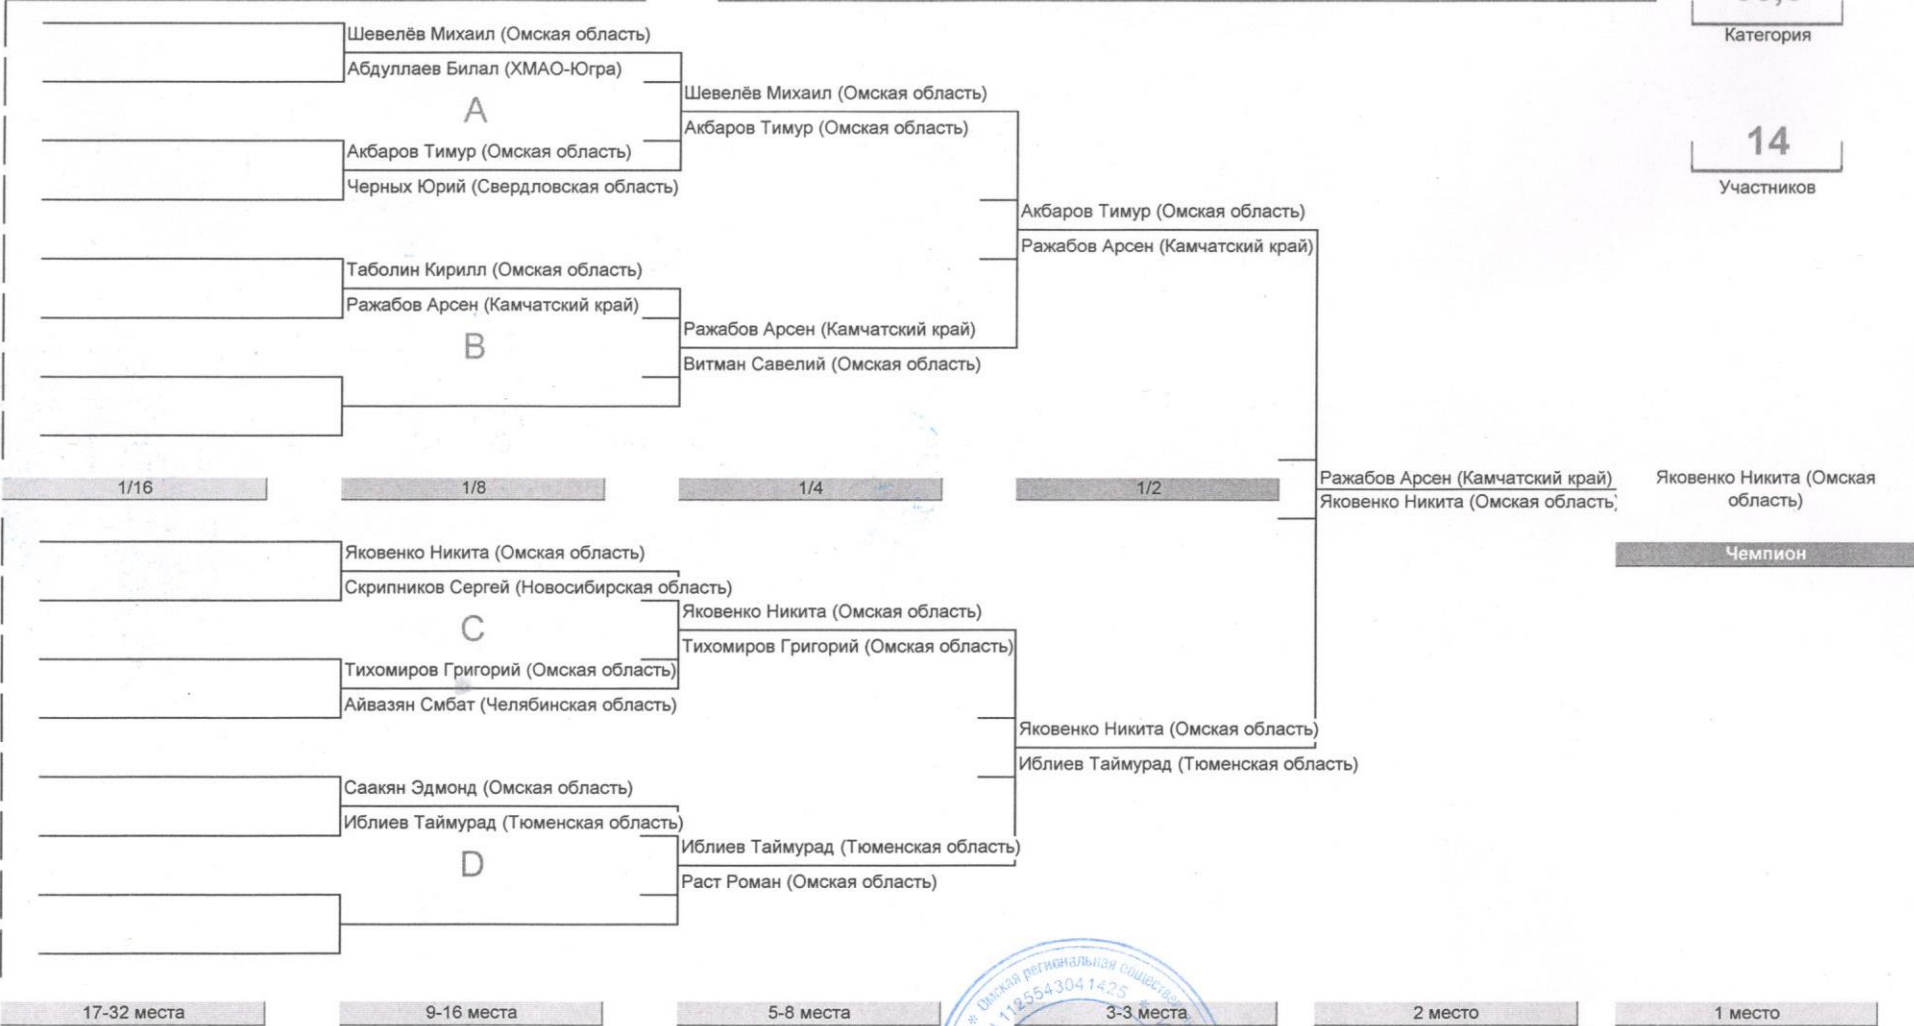 Категория
14
Участников
Шевелёв Михаил (Омская область)
Абдуллаев Билал (ХМАО-Югра)
A
Акбаров Тимур (Омская область)
Черных Юрий (Свердловская область)
Таболин Кирилл (Омская область)
Ражабов Арсен (Камчатский край)
B
Шевелёв Михаил (Омская область)
Акбаров Тимур (Омская область)
Ражабов Арсен (Камчатский край)
Витман Савелий (Омская область)
Акбаров Тимур (Омская область)
Ражабов Арсен (Камчатский край)
1/16
1/8
1/4
1/2
Ражабов Арсен (Камчатский край)
Яковенко Никита (Омская область)
Яковенко Никита (Омская
область)
Чемпион
Яковенко Никита (Омская область)
Скрипников Сергей (Новосибирская область)
C
Тихомиров Григорий (Омская область)
Айвазян Смбат (Челябинская область)
Саакян Эдмонд (Омская область)
Иблиев Таймурад (Тюменская область)
D
Яковенко Никита (Омская область)
Тихомиров Григорий (Омская область)
Иблиев Таймурад (Тюменская область)
Раст Роман (Омская область)
Яковенко Никита (Омская область)
Иблиев Таймурад (Тюменская область)
Омская региональная
1125543041425
17-32 места
9-16 места
5-8 места
3-3 места
2 место
1 место